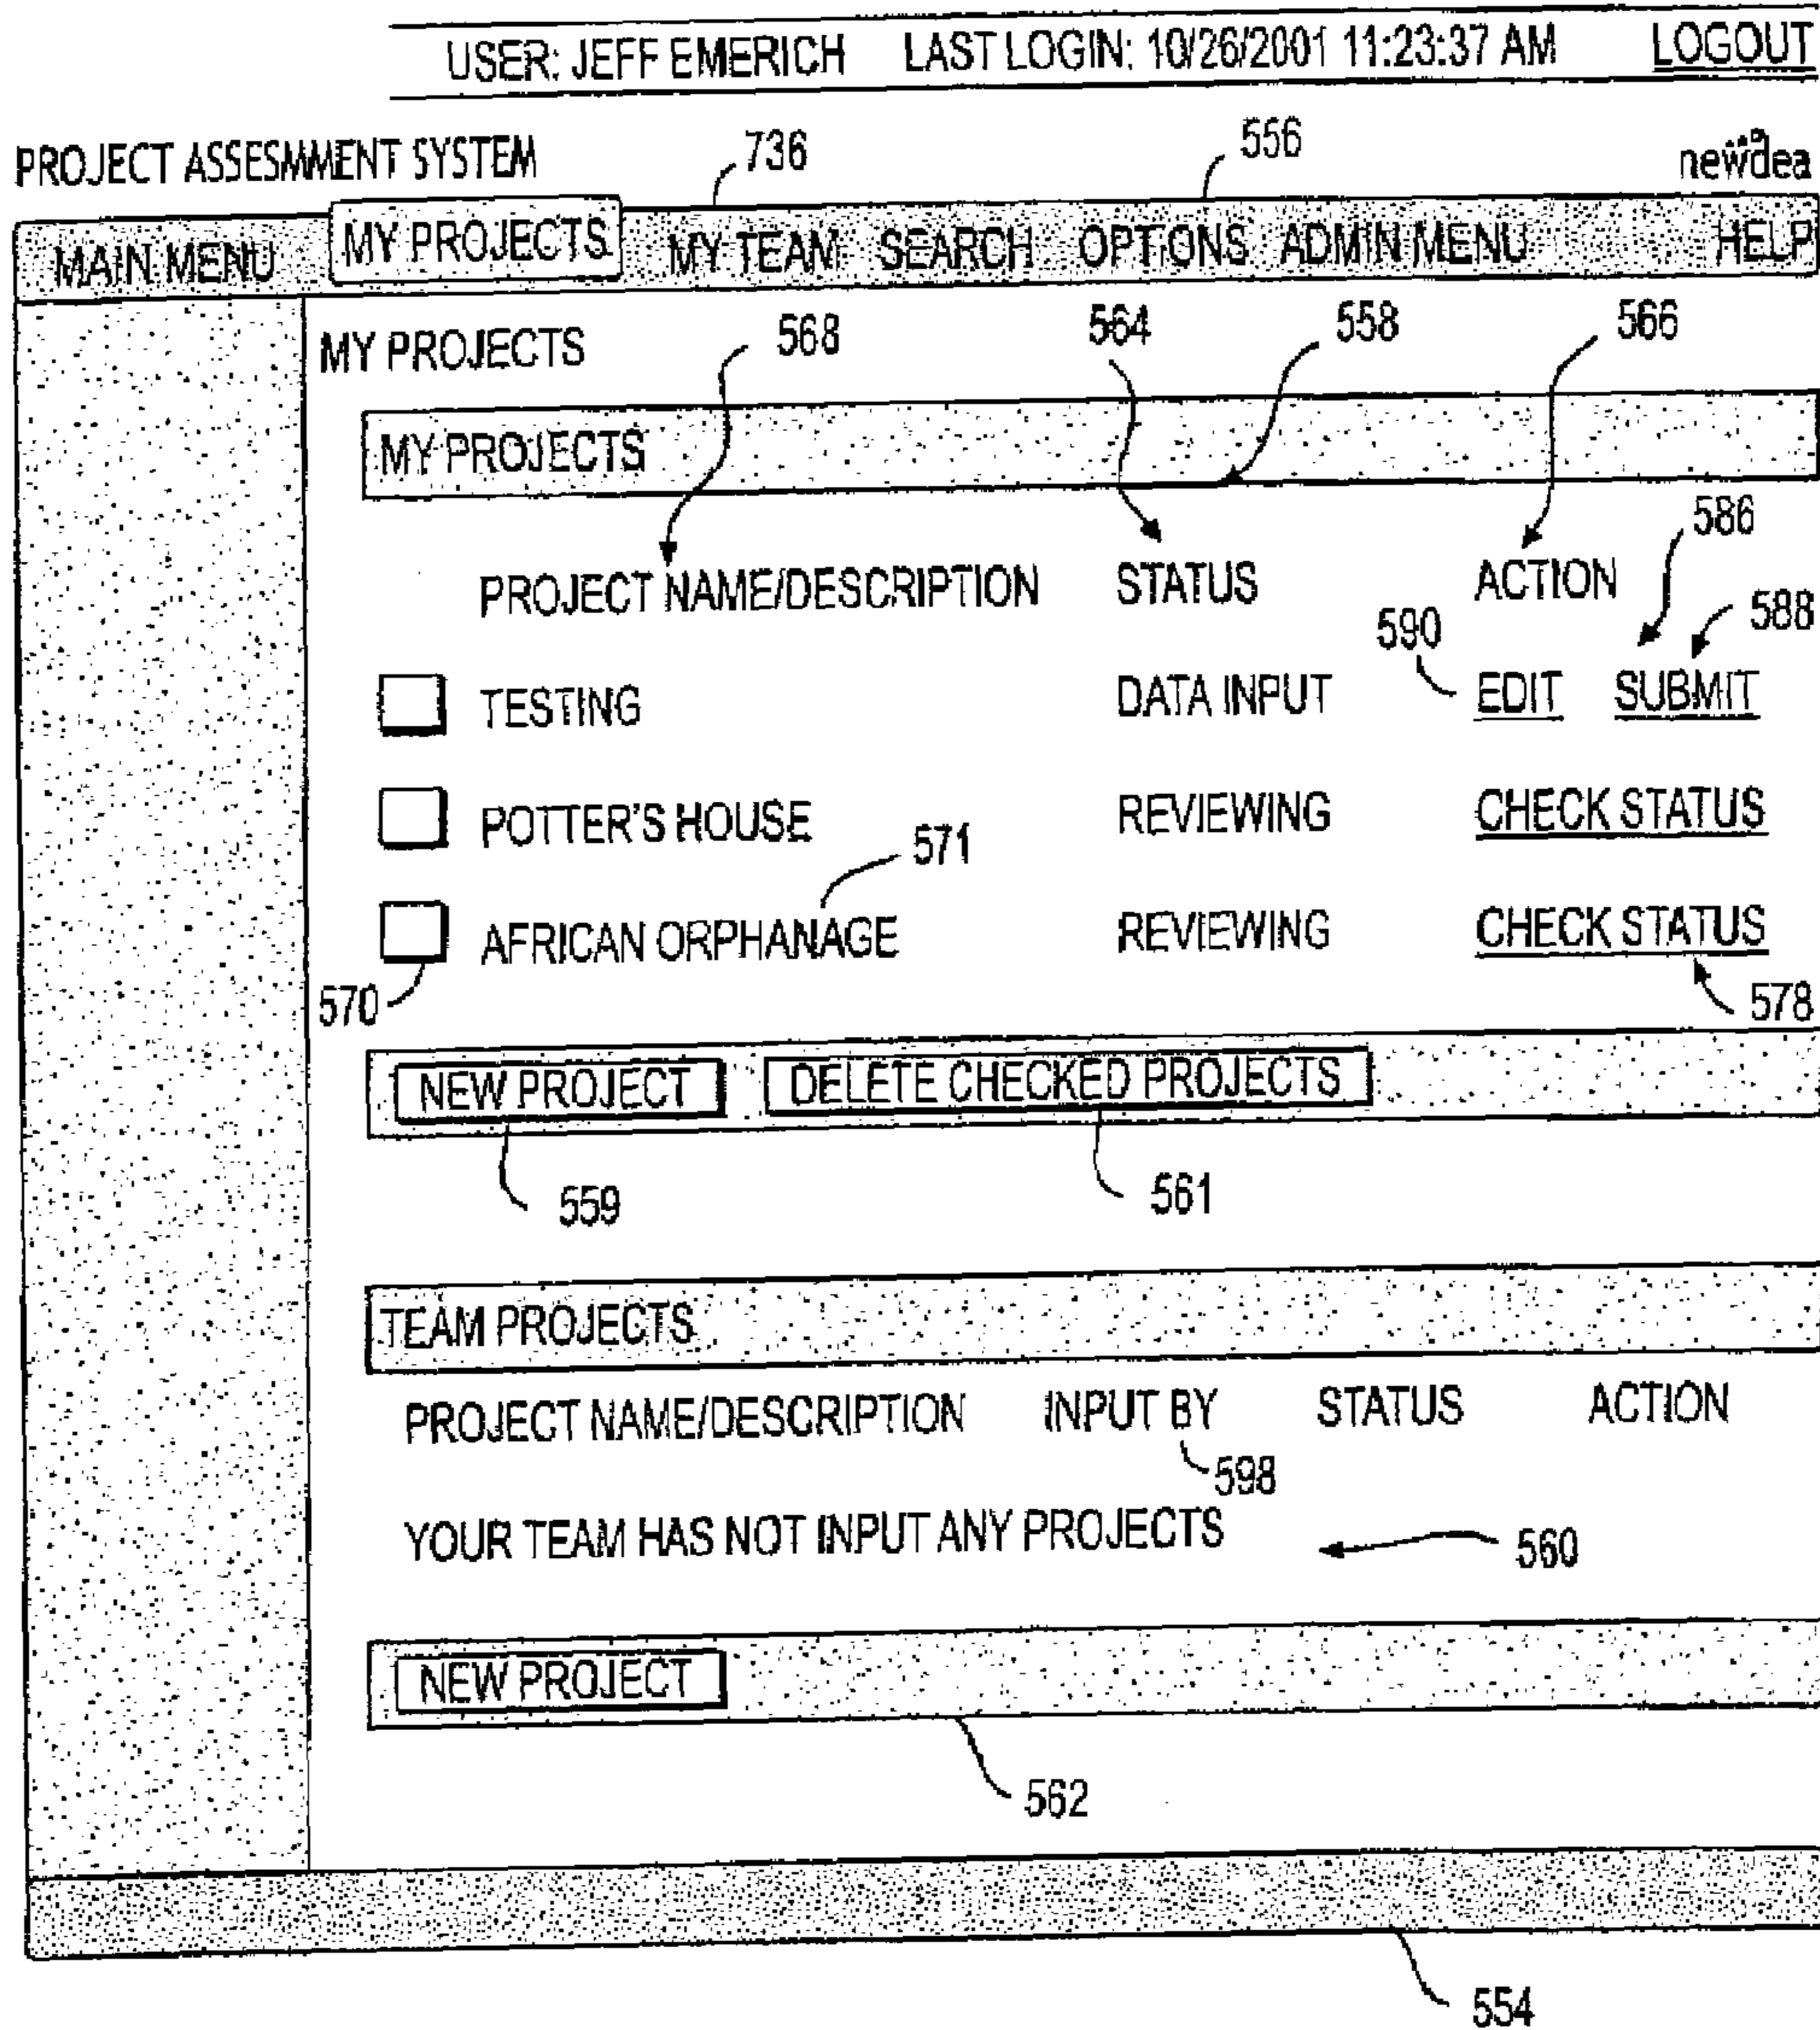 USER: JEFF EMERICH LAST LOGIN: 10/26/2001 11:23:37 AM LOGOUT
PROJECT ASSESMMENT SYSTEM 736 556 newdea
MAIN MENU MY PROJECTS MY TEAM SEARCH OPTIONS ADMIN MENU HELP
MY PROJECTS 568 564 558 566
MY PROJECTS
586
PROJECT NAME/DESCRIPTION STATUS ACTION
590 588
TESTING DATA INPUT EDIT SUBMIT
POTTER'S HOUSE REVIEWING CHECK STATUS
571
AFRICAN ORPHANAGE REVIEWING CHECK STATUS
570 578
NEW PROJECT DELETE CHECKED PROJECTS
559 561
TEAM PROJECTS
PROJECT NAME/DESCRIPTION INPUT BY STATUS ACTION
598
YOUR TEAM HAS NOT INPUT ANY PROJECTS 560
NEW PROJECT
562
554